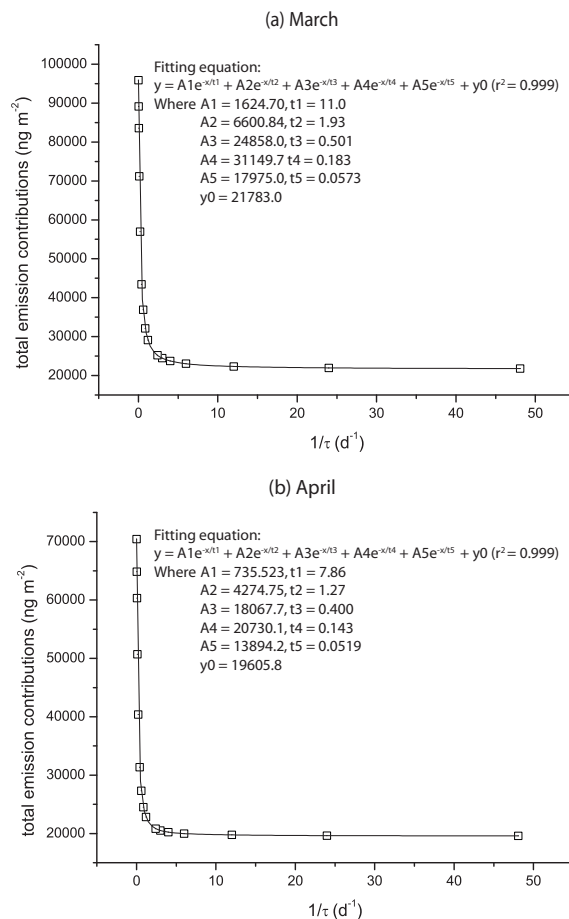 (a) March
100000
90000
80000
70000
60000
50000
40000
30000
20000
total emission contributions (ng m⁻²)
Fitting equation:
y = A1e⁻ˣ/ᵗ¹ + A2e⁻ˣ/ᵗ² + A3e⁻ˣ/ᵗ³ + A4e⁻ˣ/ᵗ⁴ + A5e⁻ˣ/ᵗ⁵ + y0 (r² = 0.999)
Where A1 = 1624.70, t1 = 11.0
A2 = 6600.84, t2 = 1.93
A3 = 24858.0, t3 = 0.501
A4 = 31149.7 t4 = 0.183
A5 = 17975.0, t5 = 0.0573
y0 = 21783.0
0 10 20 30 40 50
1/τ (d⁻¹)
(b) April
70000
60000
50000
40000
30000
20000
10000
total emission contributions (ng m⁻²)
Fitting equation:
y = A1e⁻ˣ/ᵗ¹ + A2e⁻ˣ/ᵗ² + A3e⁻ˣ/ᵗ³ + A4e⁻ˣ/ᵗ⁴ + A5e⁻ˣ/ᵗ⁵ + y0 (r² = 0.999)
Where A1 = 735.523, t1 = 7.86
A2 = 4274.75, t2 = 1.27
A3 = 18067.7, t3 = 0.400
A4 = 20730.1, t4 = 0.143
A5 = 13894.2, t5 = 0.0519
y0 = 19605.8
0 10 20 30 40 50
1/τ (d⁻¹)